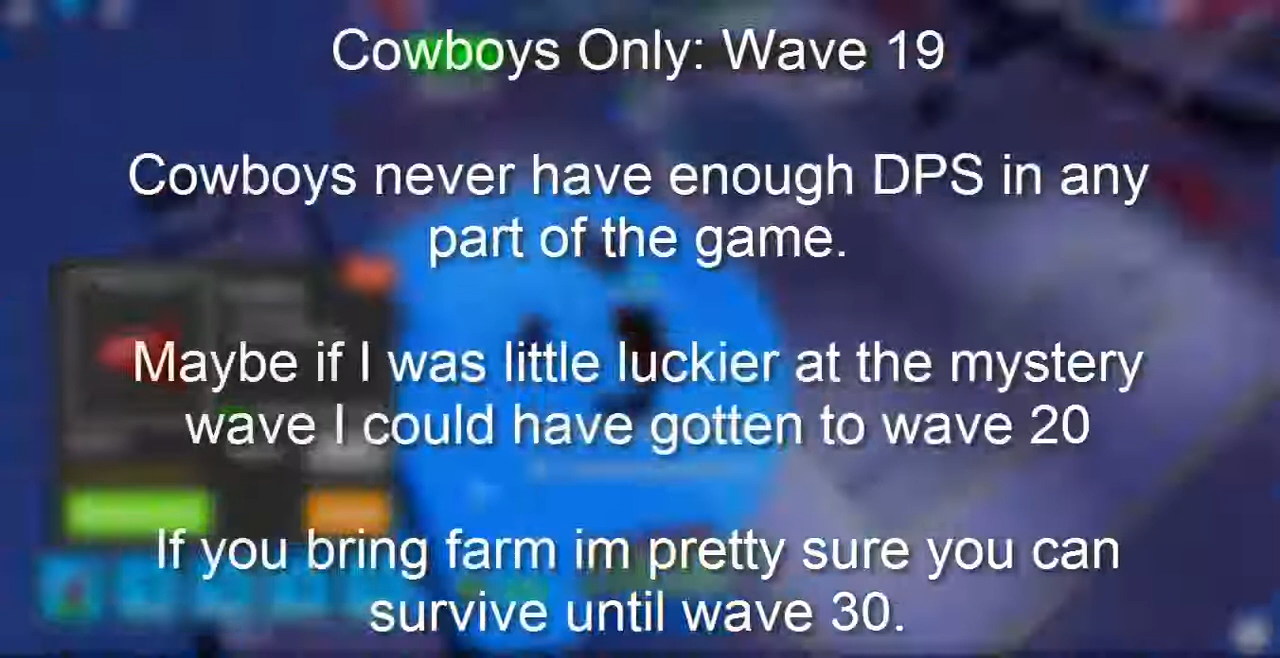 Cowboys Only: Wave 19
Cowboys never have enough DPS in any
part of the game.
Maybe if I was little luckier at the mystery
wave I could have gotten to wave 20
If you bring farm im pretty sure you can
survive until wave 30.